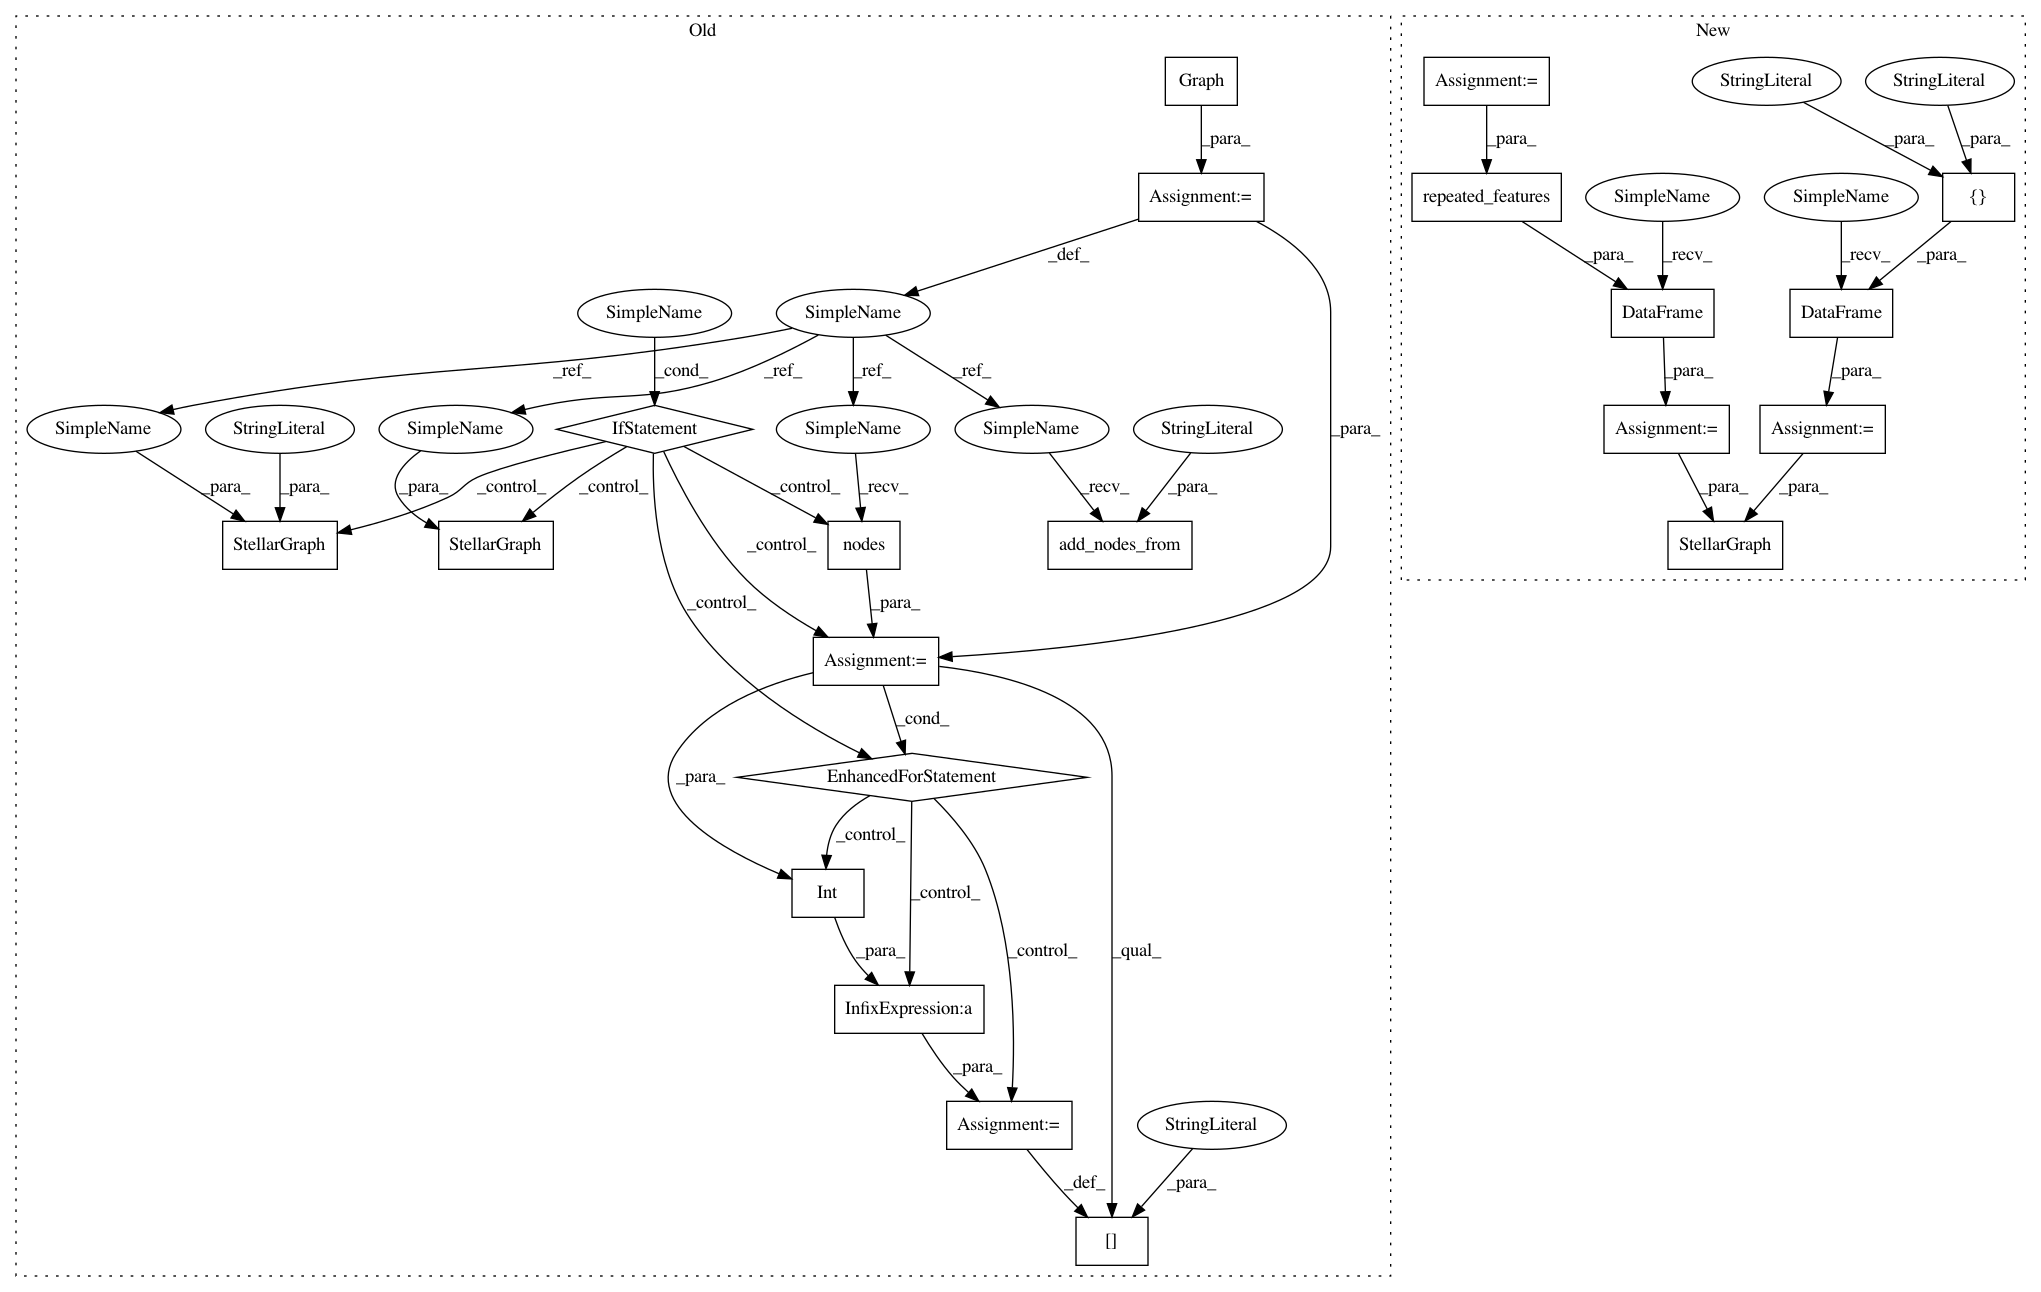 Old
New
Graph
Assignment:=
StringLiteral
StringLiteral
_para_
_para_
_para_
_para_
Assignment:=
repeated_features
SimpleName
SimpleName
{}
_def_
_para_
_recv_
_recv_
_para_
SimpleName
SimpleName
DataFrame
DataFrame
_ref_
_cond_
_ref_
_ref_
_ref_
_para_
_para_
SimpleName
StringLiteral
SimpleName
IfStatement
SimpleName
SimpleName
StringLiteral
_para_
Assignment:=
Assignment:=
_para_
_para_
_control_
_para_
_control_
_control_
_recv_
_recv_
_para_
_para_
_para_
StellarGraph
StellarGraph
_control_
nodes
add_nodes_from
StellarGraph
_control_
_para_
Assignment:=
_para_
_cond_
EnhancedForStatement
_control_
Int
_control_
_para_
_control_
_qual_
InfixExpression:a
_para_
Assignment:=
StringLiteral
_def_
_para_
[]